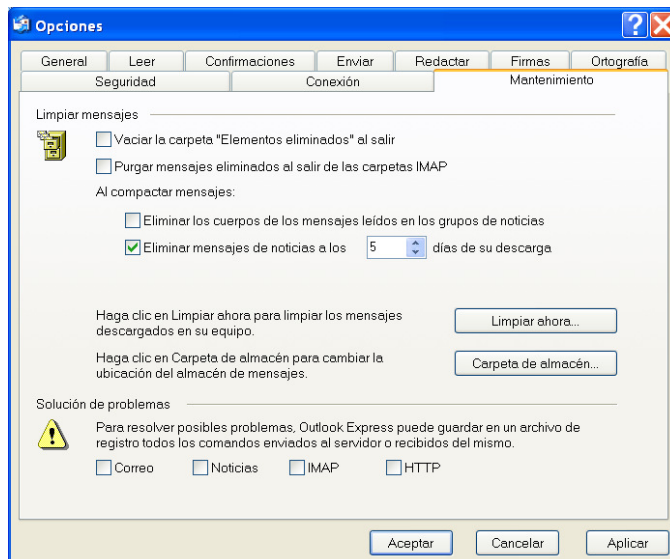 Opciones
General Leer Confirmaciones Enviar Redactar Firmas Ortografía
Seguridad Conexión Mantenimiento
Limpiar mensajes
Vaciar la carpeta "Elementos eliminados" al salir
Purgar mensajes eliminados al salir de las carpetas IMAP
Al compactar mensajes:
Eliminar los cuerpos de los mensajes leídos en los grupos de noticias
Eliminar mensajes de noticias a los 5 días de su descarga
Haga clic en Limpiar ahora para limpiar los mensajes
descargados en su equipo.
Limpiar ahora...
Haga clic en Carpeta de almacén para cambiar la
ubicación del almacén de mensajes.
Carpeta de almacén...
Solución de problemas
Para resolver posibles problemas, Outlook Express puede guardar en un archivo de
registro todos los comandos enviados al servidor o recibidos del mismo.
Correo Noticias IMAP HTTP
Aceptar Cancelar Aplicar